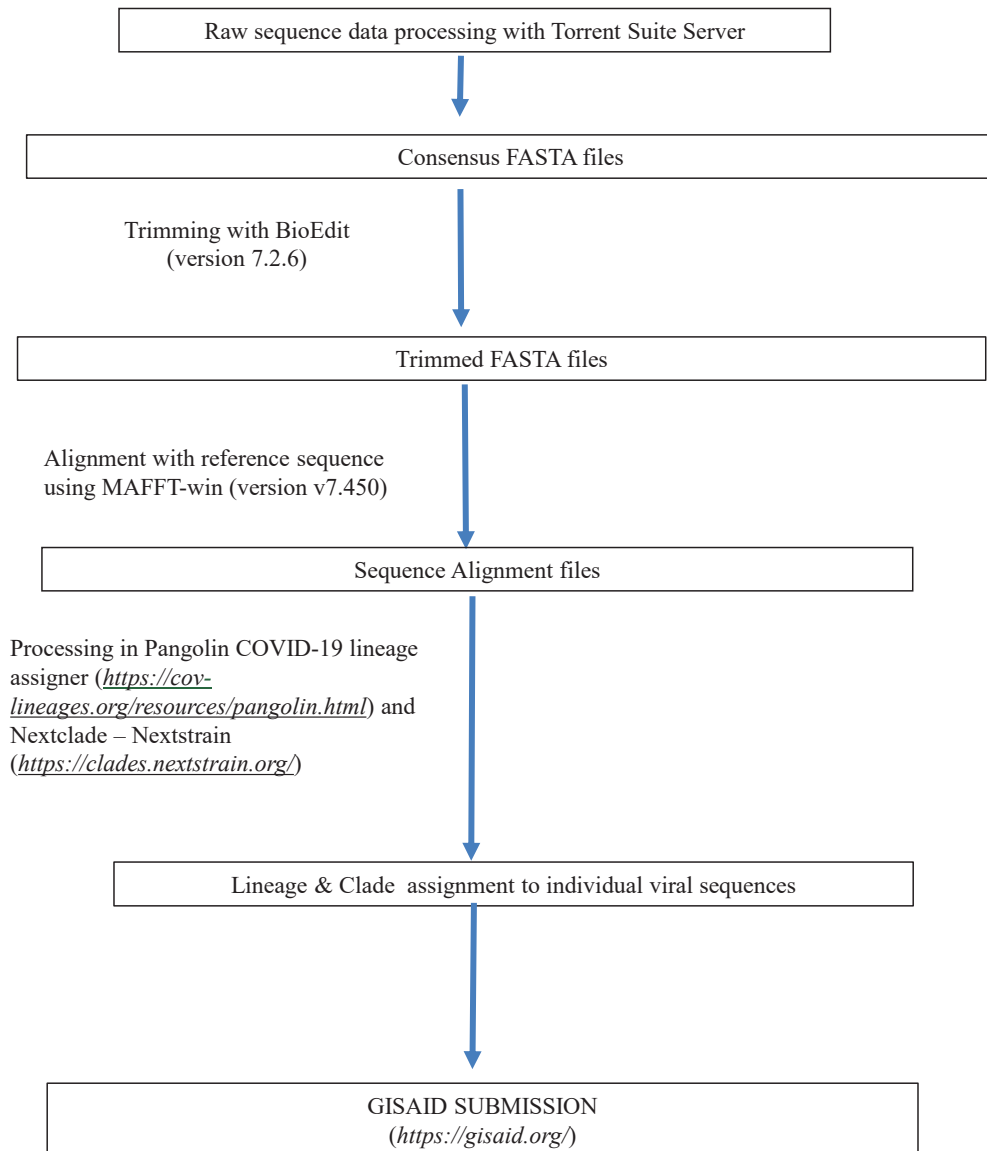 Raw sequence data processing with Torrent Suite Server
Consensus FASTA files
Trimming with BioEdit
(version 7.2.6)
Trimmed FASTA files
Alignment with reference sequence
using MAFFT-win (version v7.450)
Sequence Alignment files
Processing in Pangolin COVID-19 lineage
assigner (https://cov-
lineages.org/resources/pangolin.html) and
Nextclade – Nextstrain
(https://clades.nextstrain.org/)
Lineage & Clade  assignment to individual viral sequences
GISAID SUBMISSION
(https://gisaid.org/)